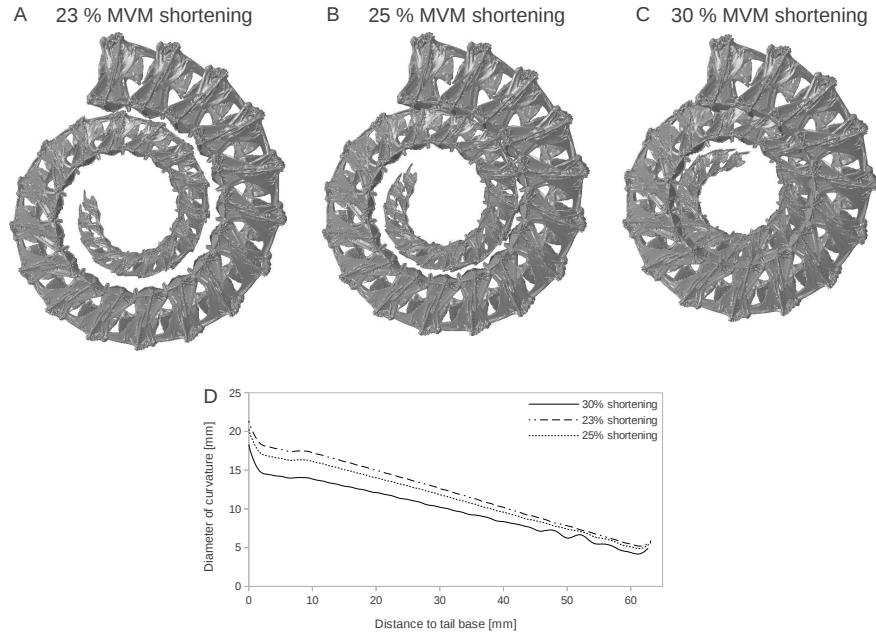 A 23 % MVM shortening
B 25 % MVM shortening
C 30 % MVM shortening
D
25
20
15
10
5
0
Diameter of curvature [mm]
30% shortening
23% shortening
25% shortening
0 10 20 30 40 50 60
Distance to tail base [mm]